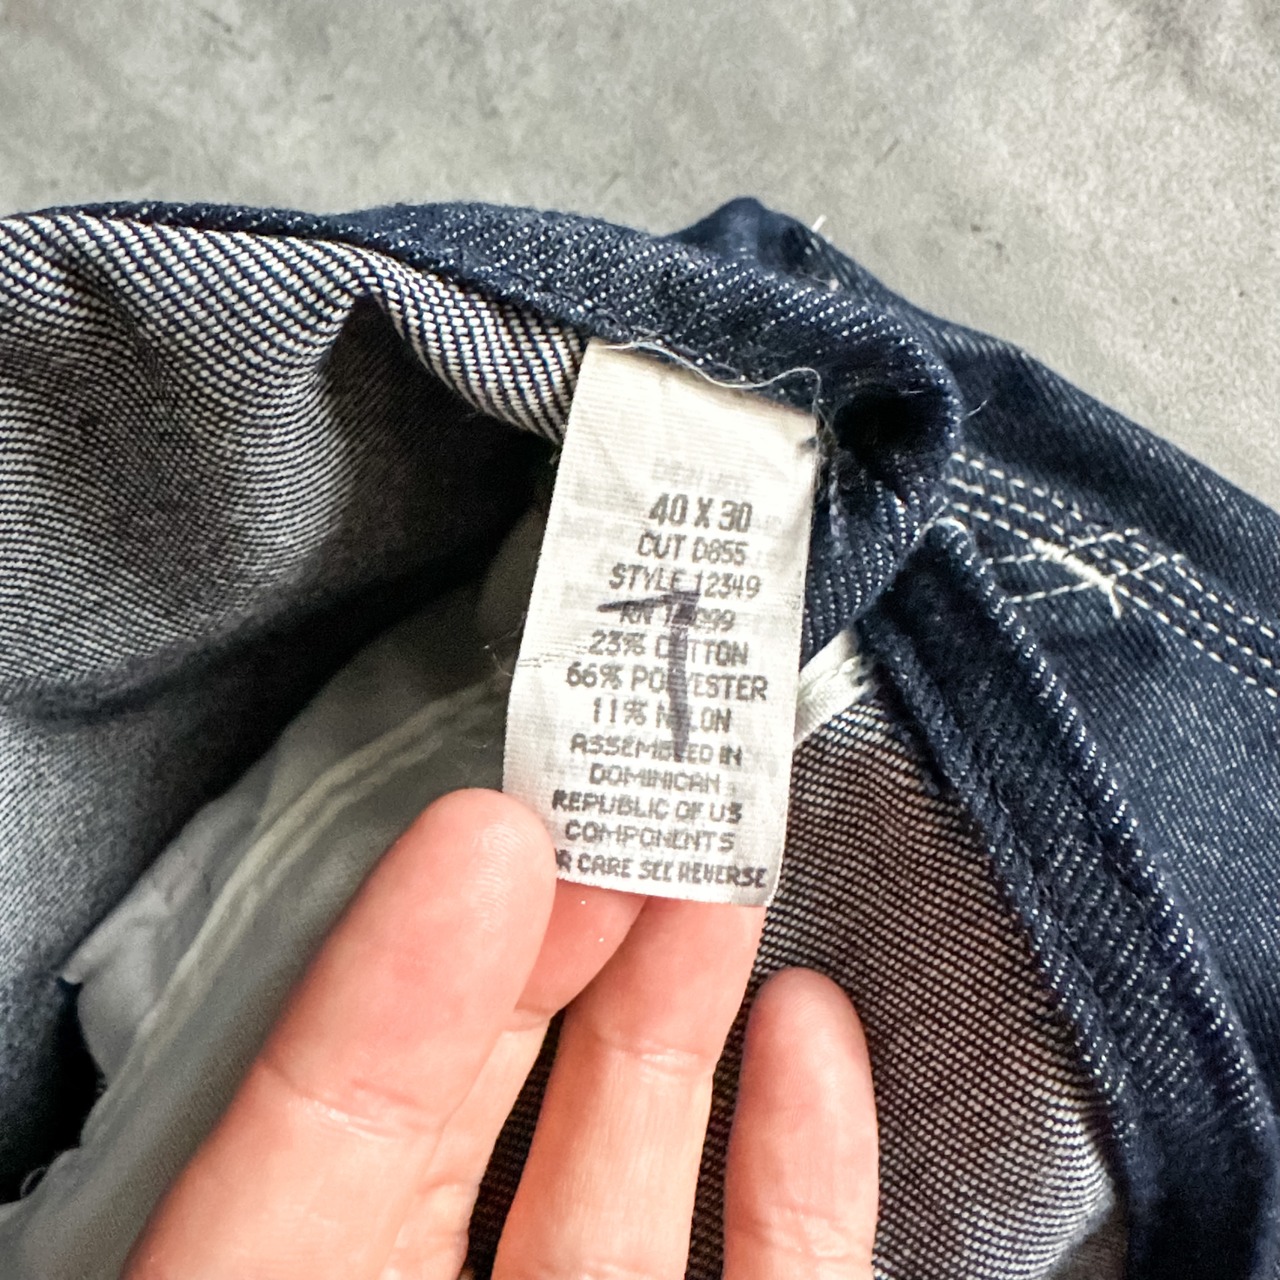 40 X 30
CUT D855
STYLE 12349
RN
23% COTTON
66% POLYESTER
11% NYLON
ASSEMBLED IN
DOMINICAN
REPUBLIC OF US
COMPONENTS
CARE SEE REVERSE